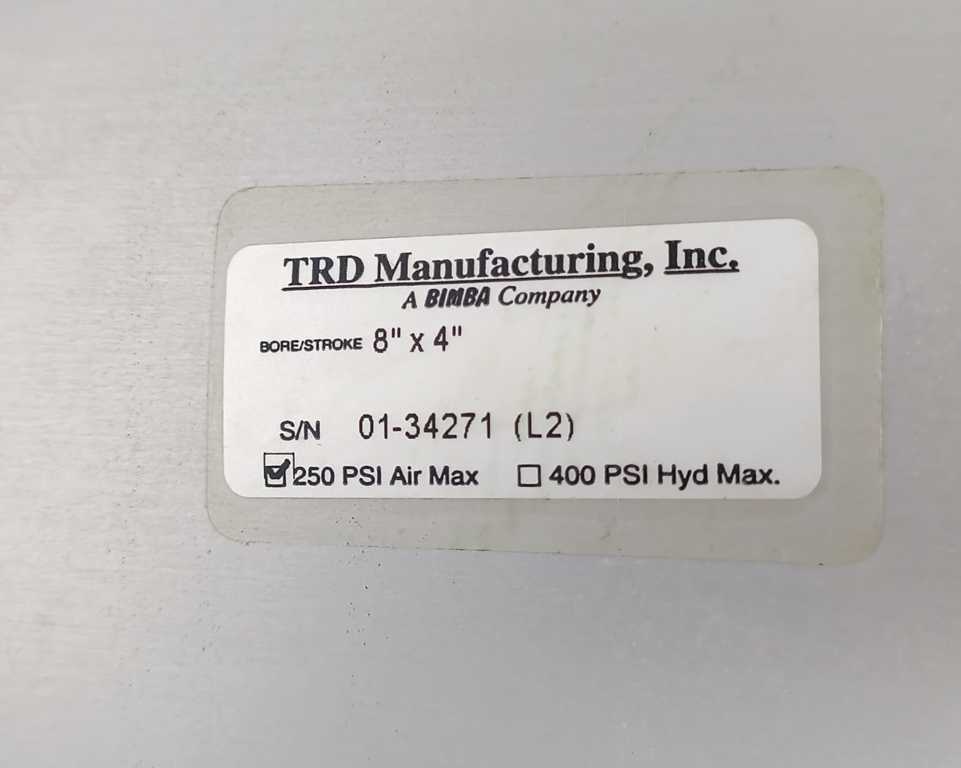 TRD Manufacturing, Inc.
A BIMBA Company
BORE/STROKE 8" x 4"
S/N 01-34271 (L2)
☑250 PSI Air Max ☐400 PSI Hyd Max.